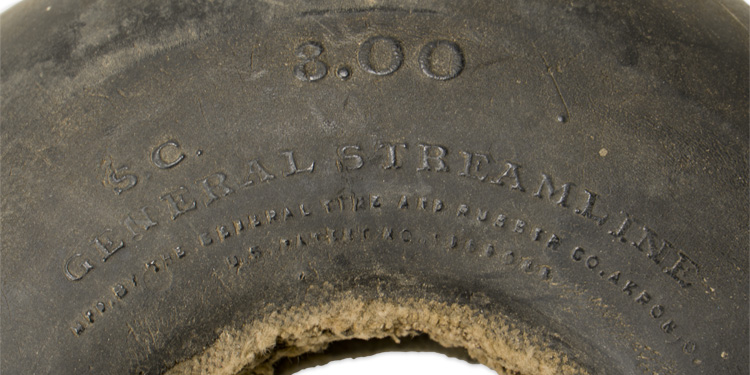 3.00
S.C.
GENERAL STREAMLINE
MFD. BY THE GENERAL TIRE AND RUBBER CO. AKRON, O.
U.S. PATENT NO.